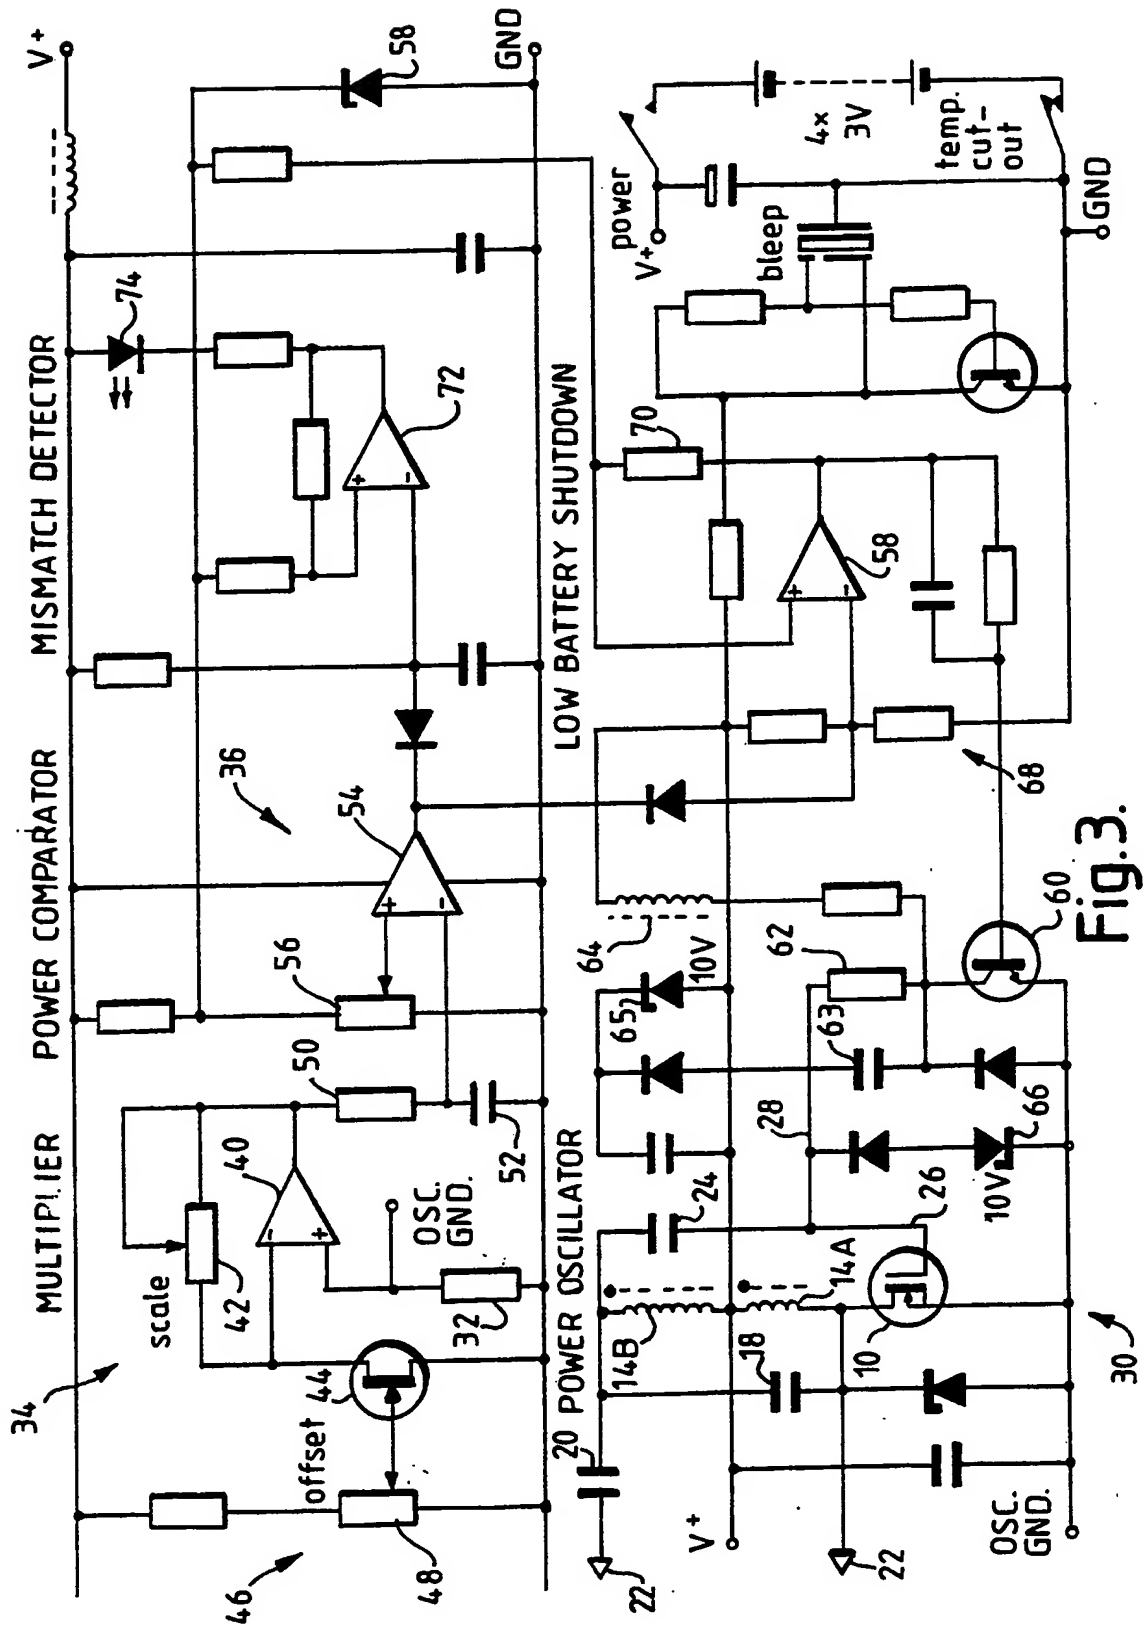 MULTIPLIER
POWER COMPARATOR
MISMATCH DETECTOR
V+
34
scale
42
40
50
56
36
54
72
74
58
GND
46
48
offset
44
32
OSC.
GND.
52
POWER OSCILLATOR
LOW BATTERY SHUTDOWN
20
22
V+
22
OSC.
GND.
14B
18
14A
10
30
24
28
26
10V
66
65
64
10V
63
62
60
68
58
70
bleep
power
V+
4x
3V
temp.
cut-
out
GND
Fig.3.